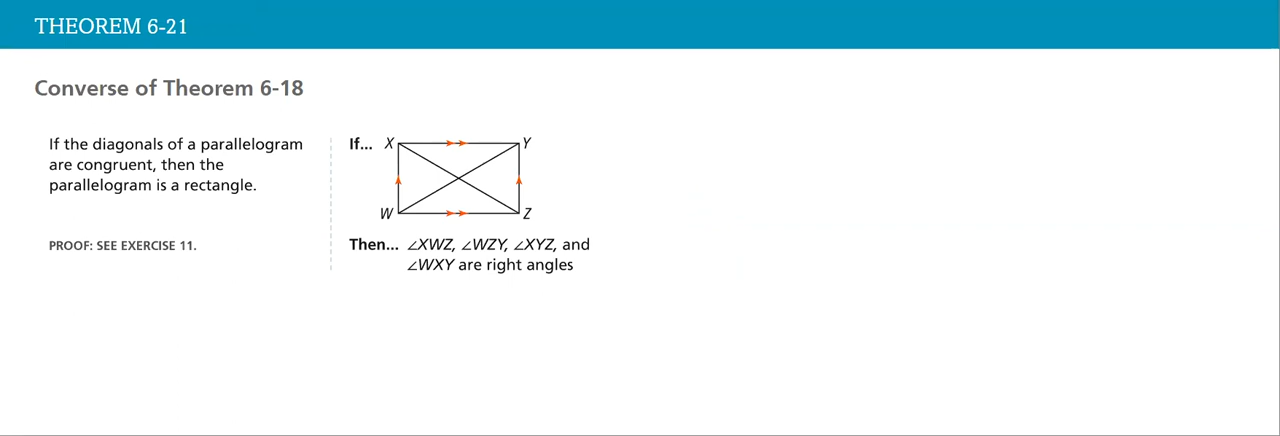 THEOREM 6-21
Converse of Theorem 6-18
If the diagonals of a parallelogram
are congruent, then the
parallelogram is a rectangle.
PROOF: SEE EXERCISE 11.
If... X Y
W Z
Then... ∠XWZ, ∠WZY, ∠XYZ, and
∠WXY are right angles